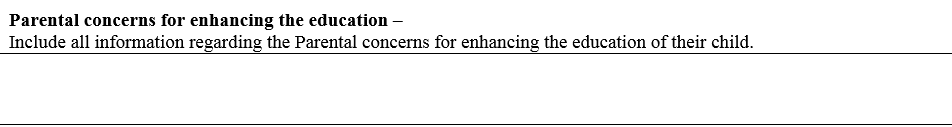 Parental concerns for enhancing the education –
Include all information regarding the Parental concerns for enhancing the education of their child.